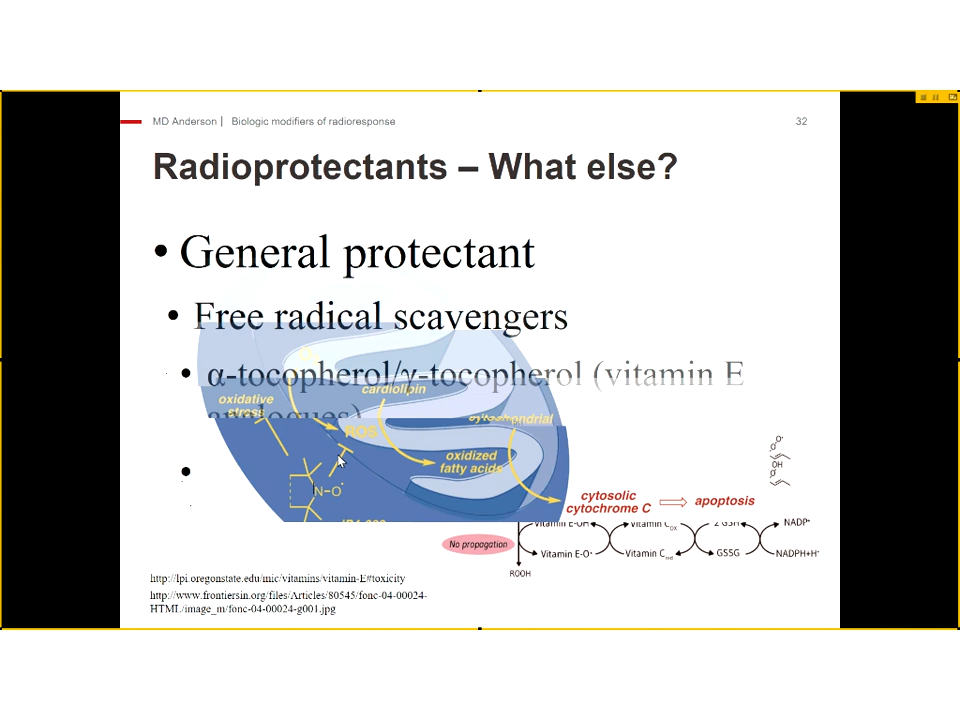 MD Anderson | Biologic modifiers of radioresponse 32
Radioprotectants – What else?
• General protectant
• Free radical scavengers
• α-tocopherol/γ-tocopherol (vitamin E
analogues)
cardiolipin
oxidative
stress
ROS
mitochondrial
oxidized
fatty acids
N–O•
cytosolic
cytochrome C
apoptosis
OH
No propagation
Vitamin E-OH
2 GSH
NADP⁺
Vitamin E-O•
GSSG
NADPH+H⁺
ROOH
http://lpi.oregonstate.edu/mic/vitamins/vitamin-E#toxicity
http://www.frontiersin.org/files/Articles/80545/fonc-04-00024-
HTML/image_m/fonc-04-00024-g001.jpg